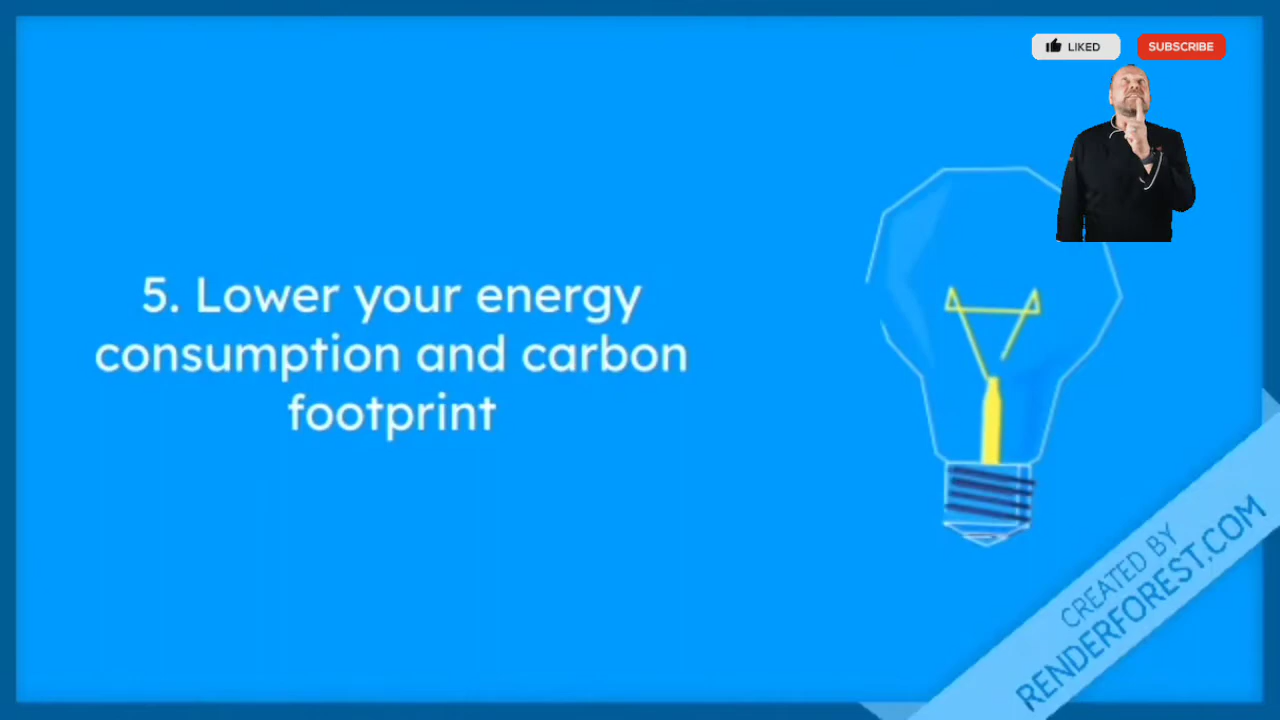 LIKED
SUBSCRIBE
5. Lower your energy
consumption and carbon
footprint
CREATED BY
RENDERFOREST.COM